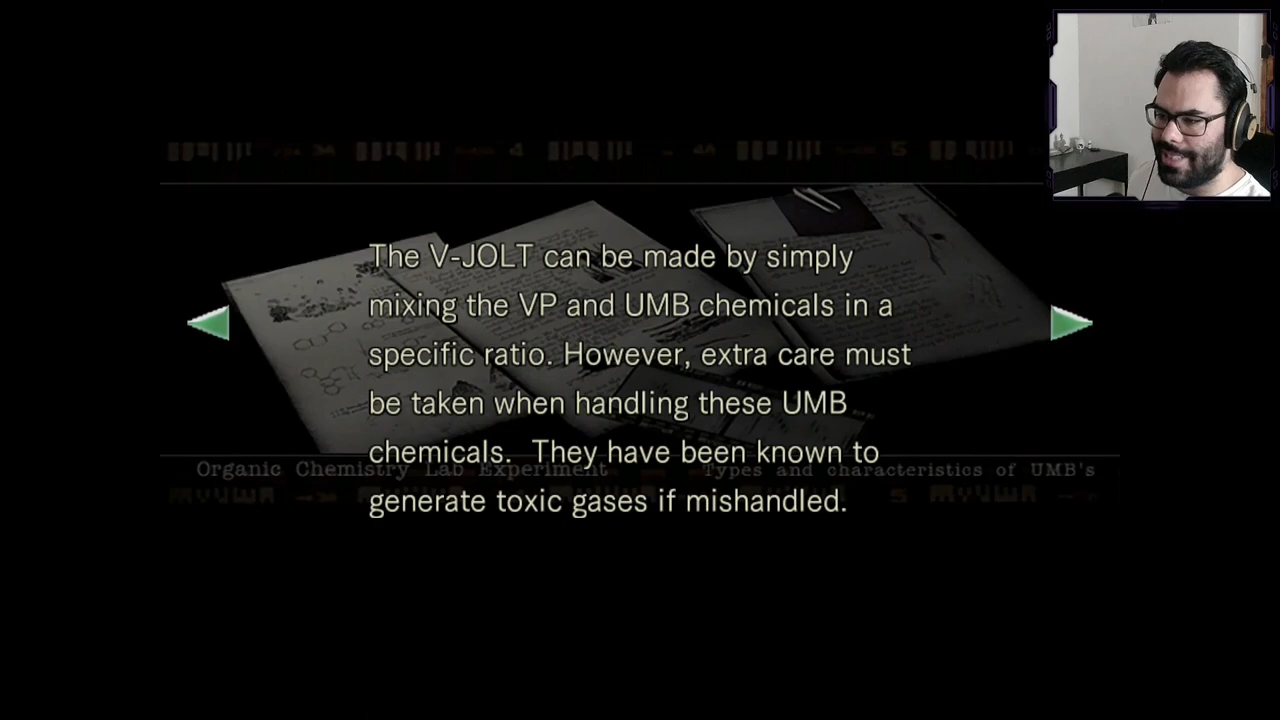 The V-JOLT can be made by simply
mixing the VP and UMB chemicals in a
specific ratio. However, extra care must
be taken when handling these UMB
chemicals.  They have been known to
generate toxic gases if mishandled.
Organic Chemistry Lab Experiment
Types and characteristics of UMB's